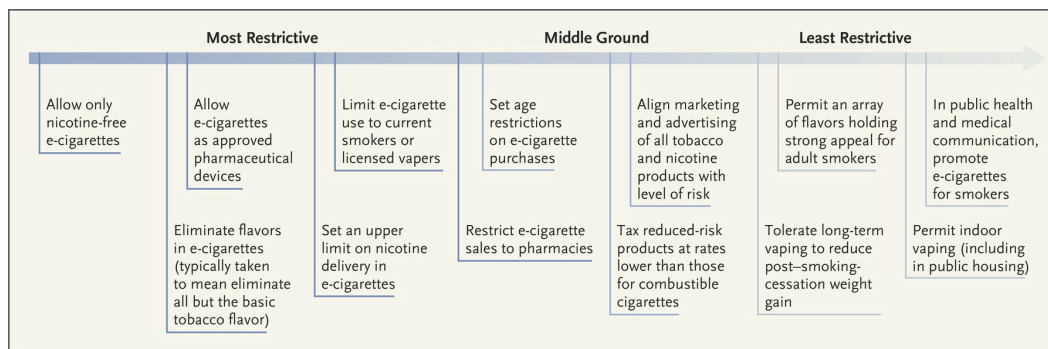 Most Restrictive
Middle Ground
Least Restrictive
Allow only
nicotine-free
e-cigarettes
Allow
e-cigarettes
as approved
pharmaceutical
devices
Limit e-cigarette
use to current
smokers or
licensed vapers
Set age
restrictions
on e-cigarette
purchases
Align marketing
and advertising
of all tobacco
and nicotine
products with
level of risk
Permit an array
of flavors holding
strong appeal for
adult smokers
In public health
and medical
communication,
promote
e-cigarettes
for smokers
Eliminate flavors
in e-cigarettes
(typically taken
to mean eliminate
all but the basic
tobacco flavor)
Set an upper
limit on nicotine
delivery in
e-cigarettes
Restrict e-cigarette
sales to pharmacies
Tax reduced-risk
products at rates
lower than those
for combustible
cigarettes
Tolerate long-term
vaping to reduce
post–smoking-
cessation weight
gain
Permit indoor
vaping (including
in public housing)